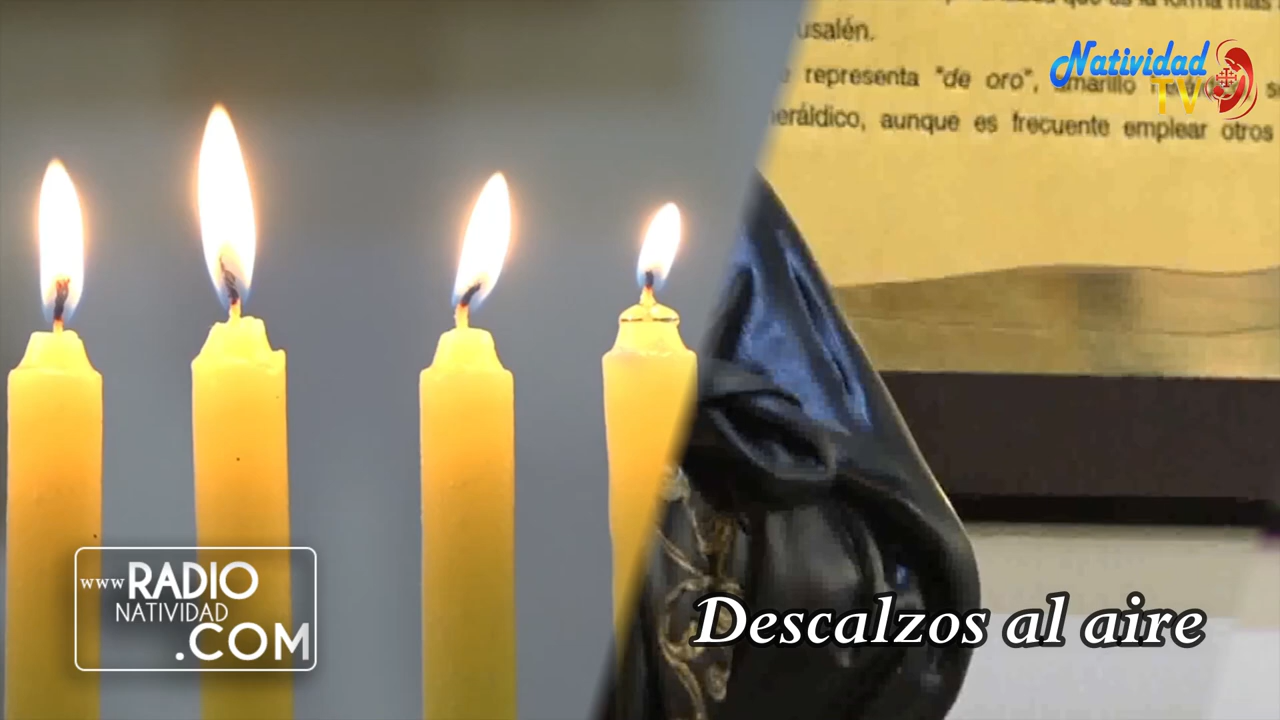 usalén.
representa "de oro", amarillo
heráldico, aunque es frecuente emplear otros
Natividad
TV
www RADIO
NATIVIDAD
.COM
Descalzos al aire